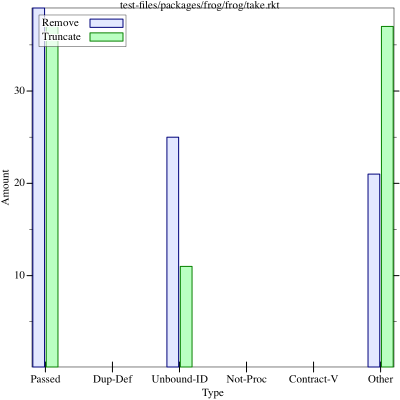 test-files/packages/frog/frog/take.rkt
Remove
Truncate
30
20
10
Amount
Passed Dup-Def Unbound-ID Not-Proc Contract-V Other
Type